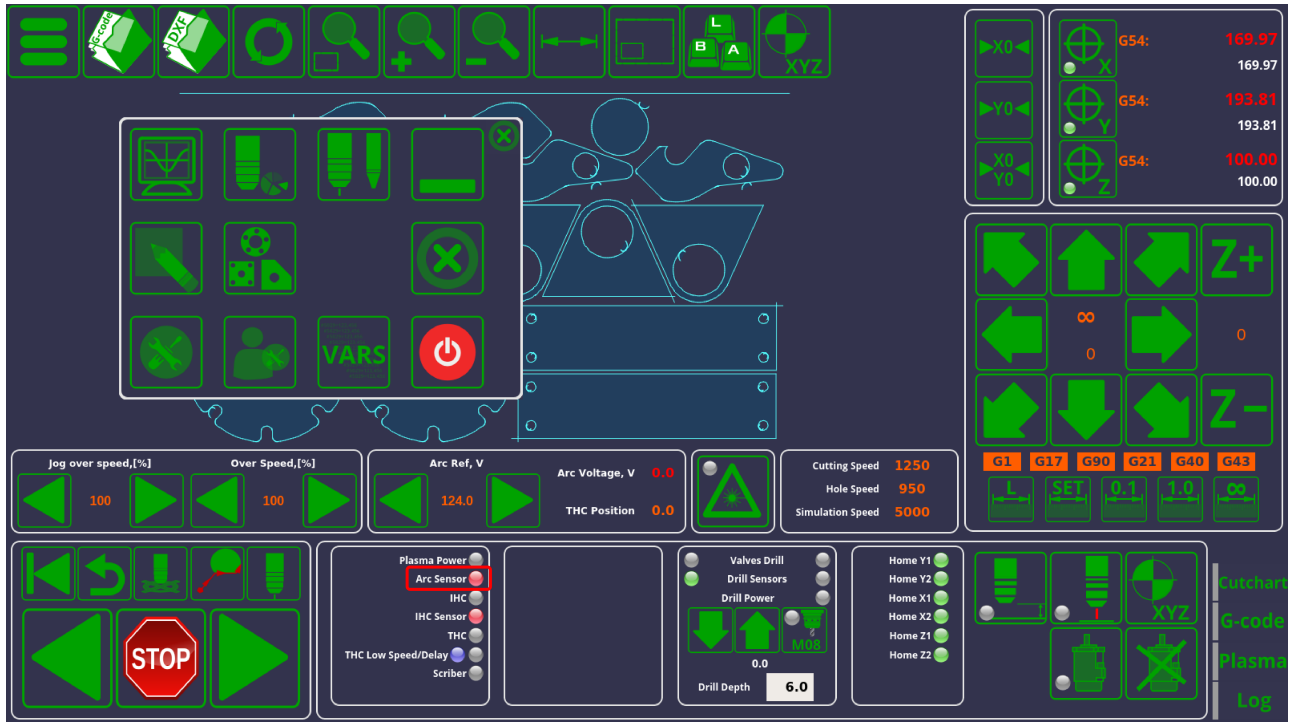 G-code
DXF
L
B
A
XYZ
X0
G54:
169.97
169.97
X
Y0
G54:
193.81
193.81
Y
X0
Y0
G54:
100.00
100.00
Z
VARS
Z+
∞
0
0
Z-
G1 G17 G90 G21 G40 G43
L SET 0.1 1.0 ∞
Jog over speed,[%]
Over Speed,[%]
100
100
Arc Ref, V
124.0
Arc Voltage, V 0.0
THC Position 0.0
Cutting Speed 1250
Hole Speed 950
Simulation Speed 5000
STOP
Plasma Power
Arc Sensor
IHC
IHC Sensor
THC
THC Low Speed/Delay
Scriber
Valves Drill
Drill Sensors
Drill Power
M08
0.0
Drill Depth 6.0
Home Y1
Home Y2
Home X1
Home X2
Home Z1
Home Z2
XYZ
Cutchart
G-code
Plasma
Log